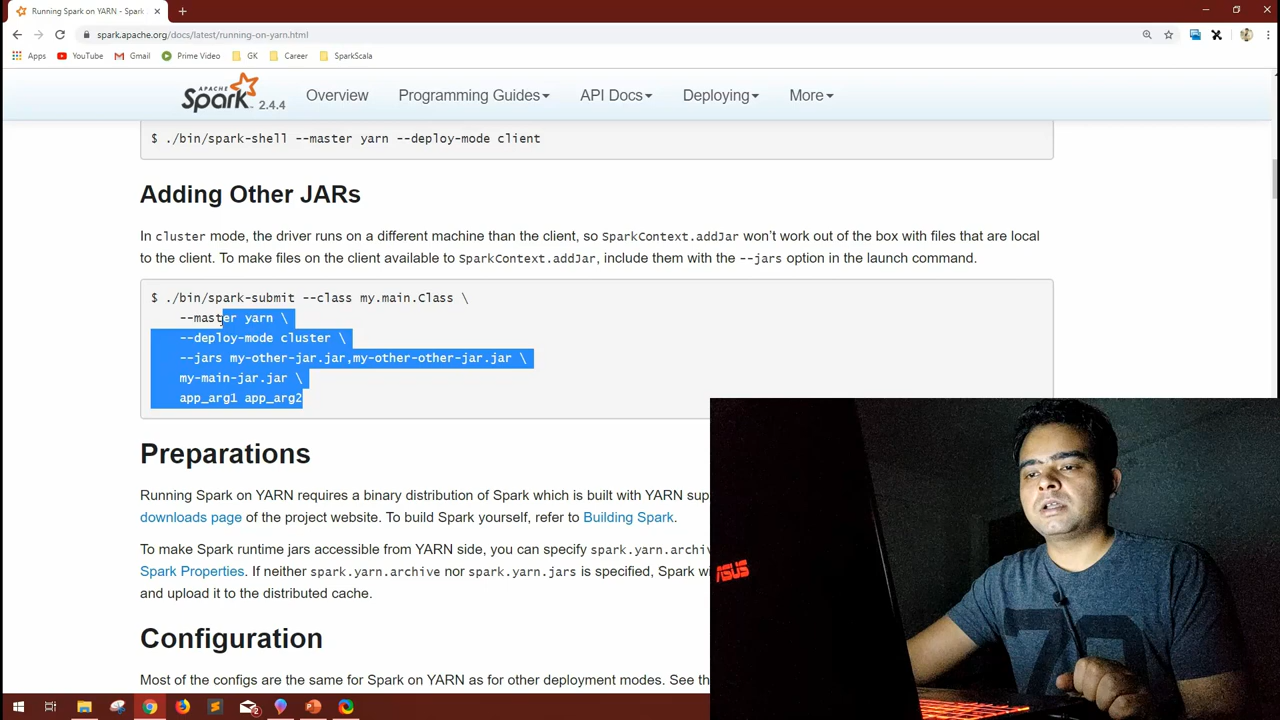 Running Spark on YARN - Spark
spark.apache.org/docs/latest/running-on-yarn.html
Apps
YouTube
Gmail
Prime Video
GK
Career
SparkScala
APACHE
Spark 2.4.4
Overview
Programming Guides
API Docs
Deploying
More
$ ./bin/spark-shell --master yarn --deploy-mode client
Adding Other JARs
In cluster mode, the driver runs on a different machine than the client, so SparkContext.addJar won’t work out of the box with files that are local
to the client. To make files on the client available to SparkContext.addJar, include them with the --jars option in the launch command.
$ ./bin/spark-submit --class my.main.Class \
--master yarn \
--deploy-mode cluster \
--jars my-other-jar.jar,my-other-other-jar.jar \
my-main-jar.jar \
app_arg1 app_arg2
Preparations
Running Spark on YARN requires a binary distribution of Spark which is built with YARN sup
downloads page of the project website. To build Spark yourself, refer to Building Spark.
To make Spark runtime jars accessible from YARN side, you can specify spark.yarn.archiv
Spark Properties. If neither spark.yarn.archive nor spark.yarn.jars is specified, Spark wi
and upload it to the distributed cache.
Configuration
Most of the configs are the same for Spark on YARN as for other deployment modes. See th
ASUS
2